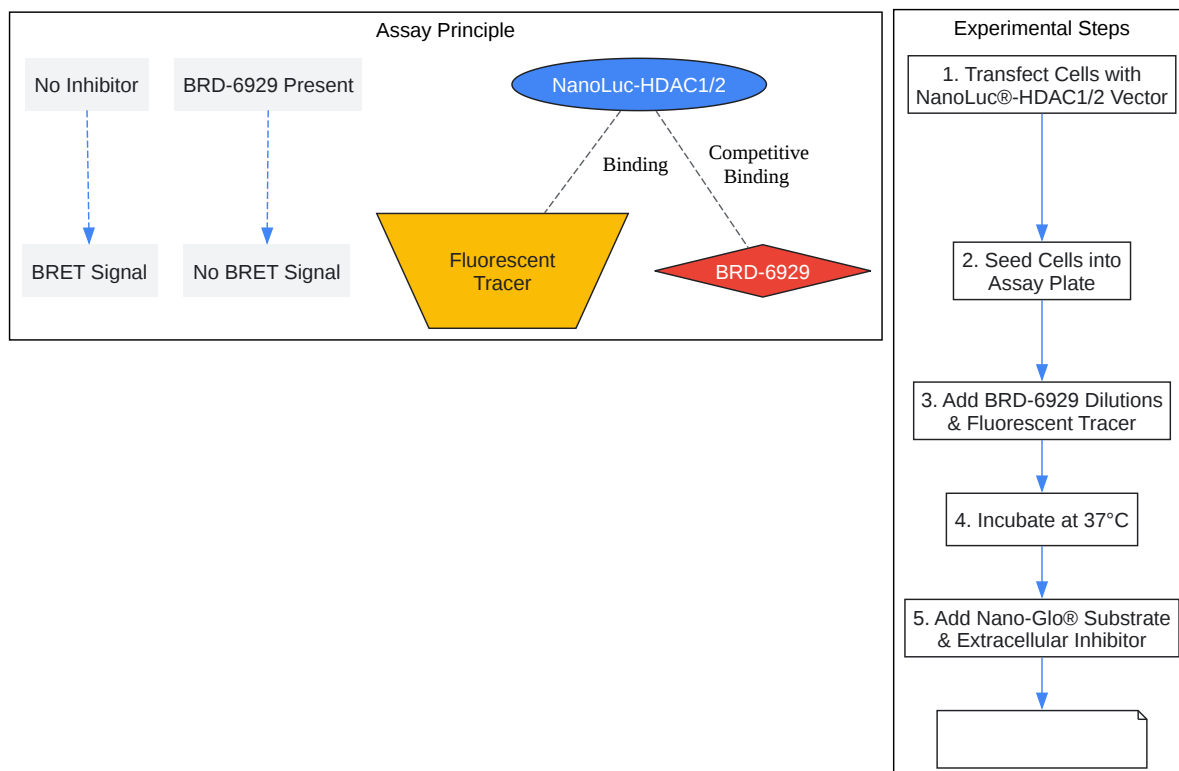 Assay Principle
No Inhibitor
BRD-6929 Present
NanoLuc-HDAC1/2
Binding
Competitive
Binding
BRET Signal
No BRET Signal
Fluorescent
Tracer
BRD-6929
Experimental Steps
1. Transfect Cells with
NanoLuc®-HDAC1/2 Vector
2. Seed Cells into
Assay Plate
3. Add BRD-6929 Dilutions
& Fluorescent Tracer
4. Incubate at 37°C
5. Add Nano-Glo® Substrate
& Extracellular Inhibitor